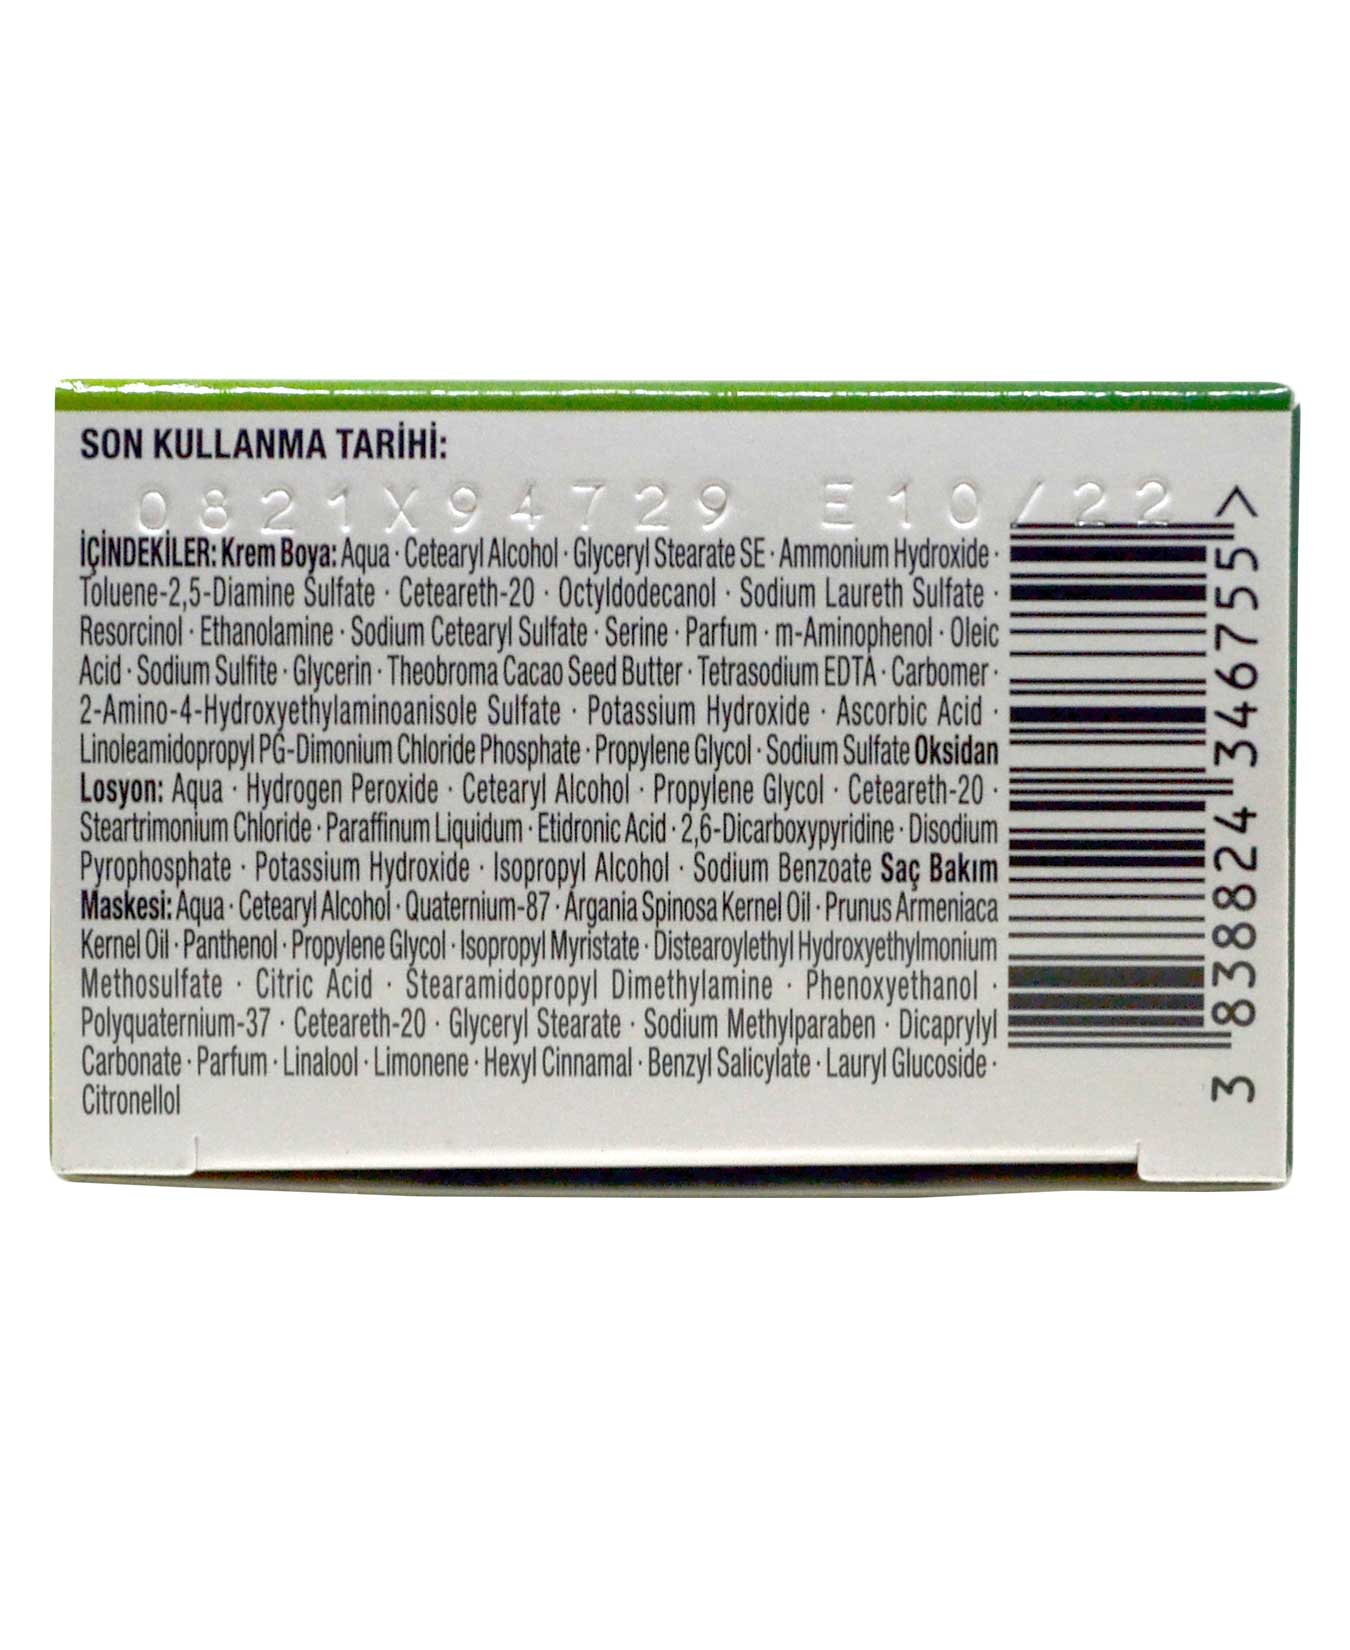 SON KULLANMA TARİHİ:
0821X94729 E10/22
İÇİNDEKİLER: Krem Boya: Aqua · Cetearyl Alcohol · Glyceryl Stearate SE · Ammonium Hydroxide ·
Toluene-2,5-Diamine Sulfate · Ceteareth-20 · Octyldodecanol · Sodium Laureth Sulfate ·
Resorcinol · Ethanolamine · Sodium Cetearyl Sulfate · Serine · Parfum · m-Aminophenol · Oleic
Acid · Sodium Sulfite · Glycerin · Theobroma Cacao Seed Butter · Tetrasodium EDTA · Carbomer ·
2-Amino-4-Hydroxyethylaminoanisole Sulfate · Potassium Hydroxide · Ascorbic Acid ·
Linoleamidopropyl PG-Dimonium Chloride Phosphate · Propylene Glycol · Sodium Sulfate Oksidan
Losyon: Aqua · Hydrogen Peroxide · Cetearyl Alcohol · Propylene Glycol · Ceteareth-20 ·
Steartrimonium Chloride · Paraffinum Liquidum · Etidronic Acid · 2,6-Dicarboxypyridine · Disodium
Pyrophosphate · Potassium Hydroxide · Isopropyl Alcohol · Sodium Benzoate Saç Bakım
Maskesi: Aqua · Cetearyl Alcohol · Quaternium-87 · Argania Spinosa Kernel Oil · Prunus Armeniaca
Kernel Oil · Panthenol · Propylene Glycol · Isopropyl Myristate · Distearoylethyl Hydroxyethylmonium
Methosulfate · Citric Acid · Stearamidopropyl Dimethylamine · Phenoxyethanol ·
Polyquaternium-37 · Ceteareth-20 · Glyceryl Stearate · Sodium Methylparaben · Dicaprylyl
Carbonate · Parfum · Linalool · Limonene · Hexyl Cinnamal · Benzyl Salicylate · Lauryl Glucoside ·
Citronellol
3 838824 346755 >